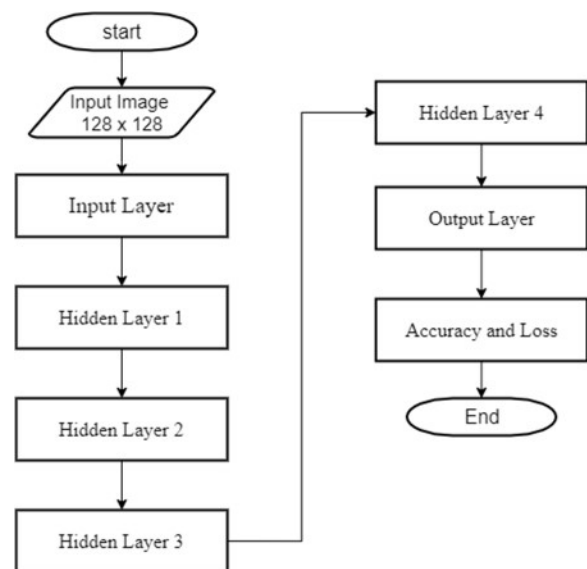 start
Input Image
128 x 128
Input Layer
Hidden Layer 1
Hidden Layer 2
Hidden Layer 3
Hidden Layer 4
Output Layer
Accuracy and Loss
End